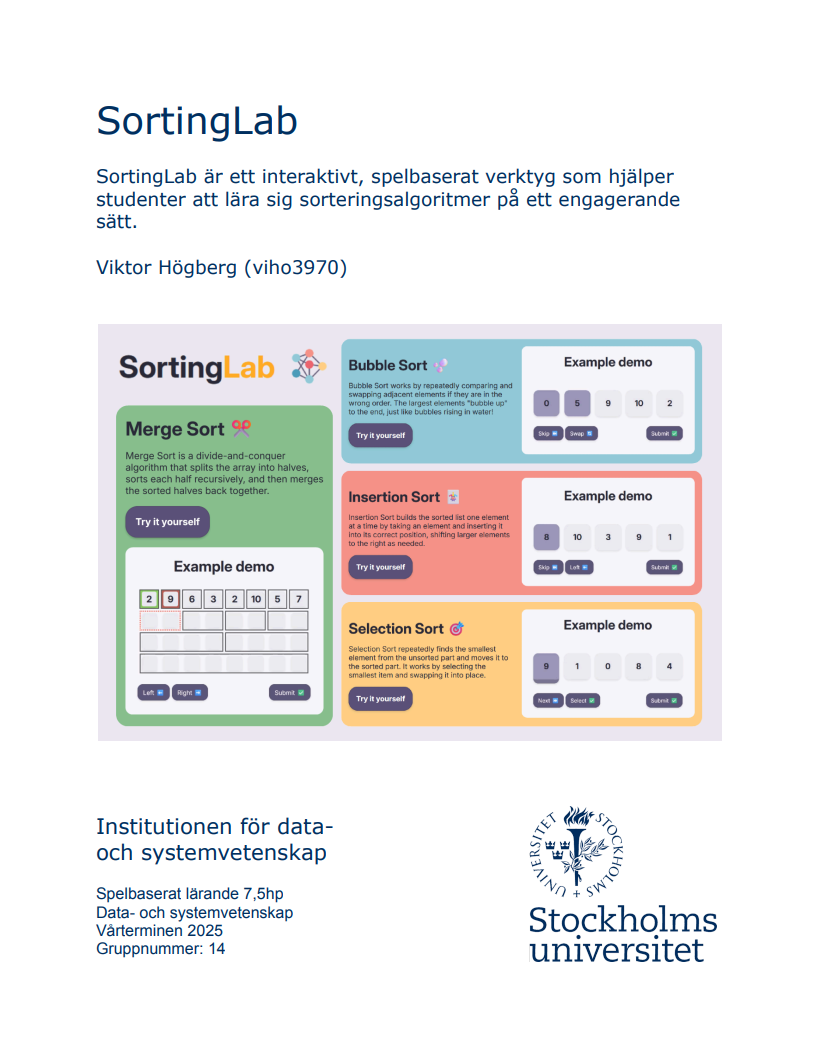 SortingLab
SortingLab är ett interaktivt, spelbaserat verktyg som hjälper
studenter att lära sig sorteringsalgoritmer på ett engagerande
sätt.
Viktor Högberg (viho3970)
SortingLab
Merge Sort
Merge Sort is a divide-and-conquer
algorithm that splits the array into halves,
sorts each half recursively, and then merges
the sorted halves back together.
Try it yourself
Example demo
2 9 6 3 2 10 5 7
Left Right Submit
Bubble Sort
Bubble Sort works by repeatedly comparing and
swapping adjacent elements if they are in the
wrong order. The largest elements "bubble up"
to the end, just like bubbles rising in water!
Try it yourself
Example demo
0 5 9 10 2
Skip Swap Submit
Insertion Sort
Insertion Sort builds the sorted list one element
at a time by taking an element and inserting it
into its correct position, shifting larger elements
to the right as needed.
Try it yourself
Example demo
8 10 3 9 1
Skip Left Submit
Selection Sort
Selection Sort repeatedly finds the smallest
element from the unsorted part and moves it to
the sorted part. It works by selecting the
smallest item and swapping it into place.
Try it yourself
Example demo
9 1 0 8 4
Next Select Submit
Institutionen för data-
och systemvetenskap
Spelbaserat lärande 7,5hp
Data- och systemvetenskap
Vårterminen 2025
Gruppnummer: 14
STOCKHOLMS UNIVERSITET
Stockholms
universitet